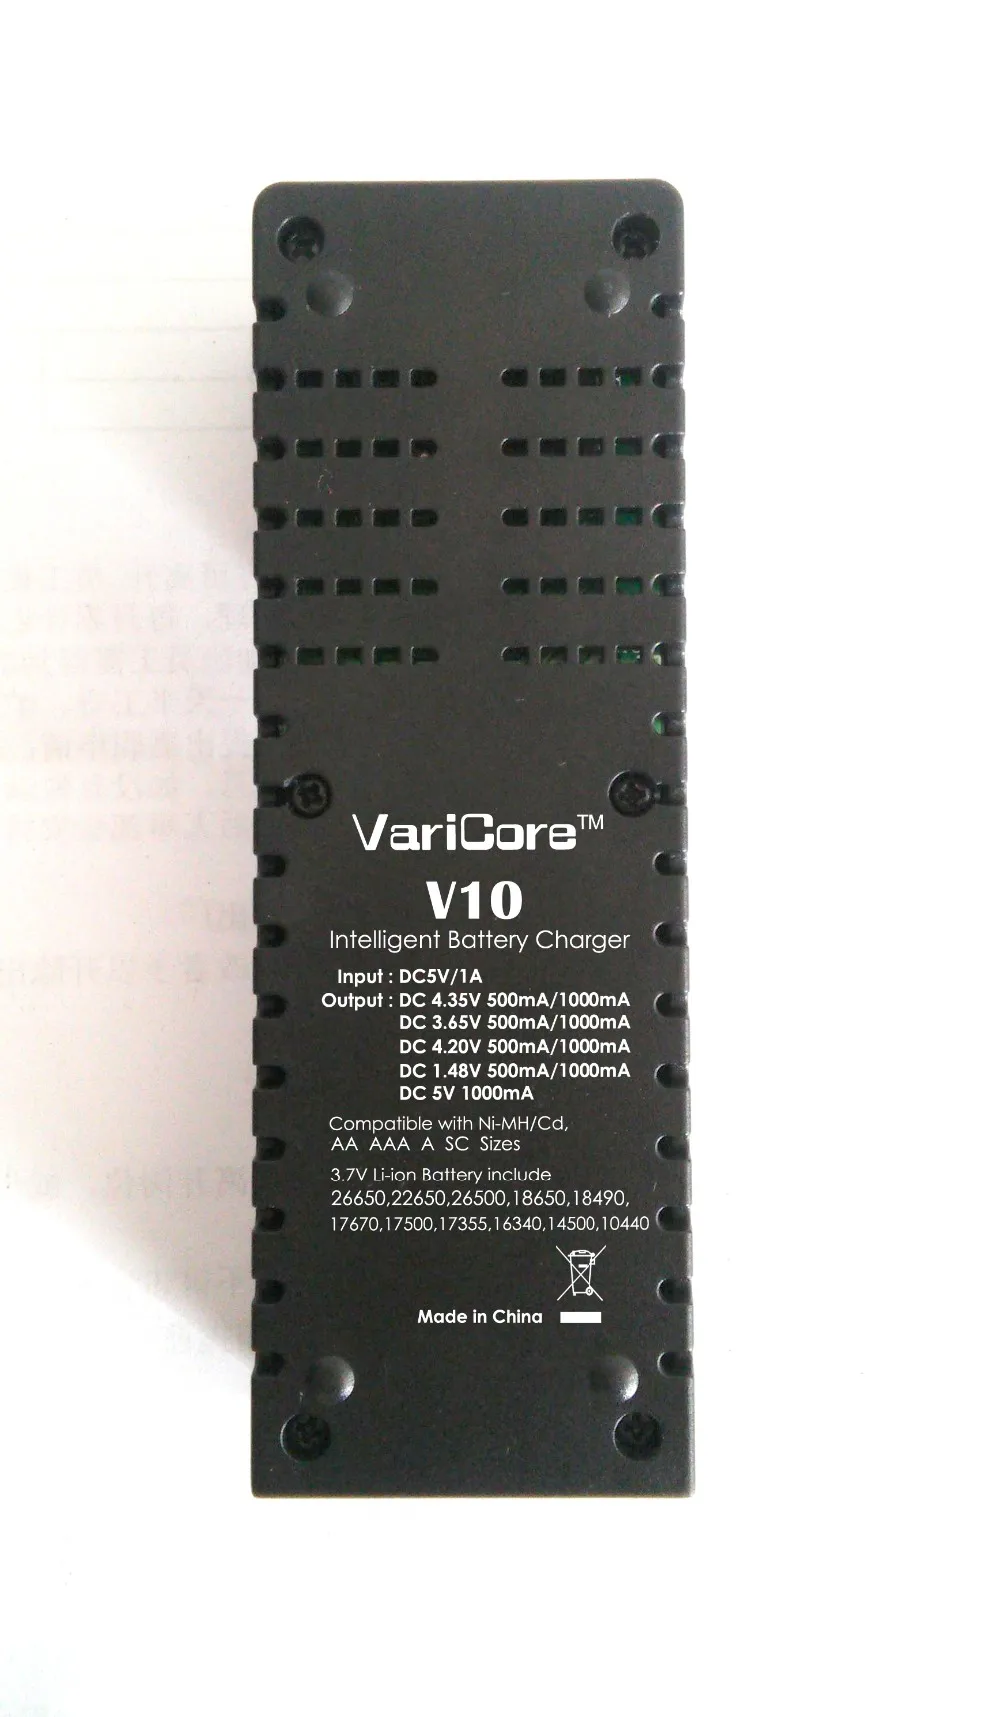 VariCore™
V10
Intelligent Battery Charger
Input : DC5V/1A
Output : DC 4.35V 500mA/1000mA
DC 3.65V 500mA/1000mA
DC 4.20V 500mA/1000mA
DC 1.48V 500mA/1000mA
DC 5V 1000mA
Compatible with Ni-MH/Cd,
AA AAA A SC Sizes
3.7V Li-ion Battery include
26650,22650,26500,18650,18490,
17670,17500,17355,16340,14500,10440
Made in China